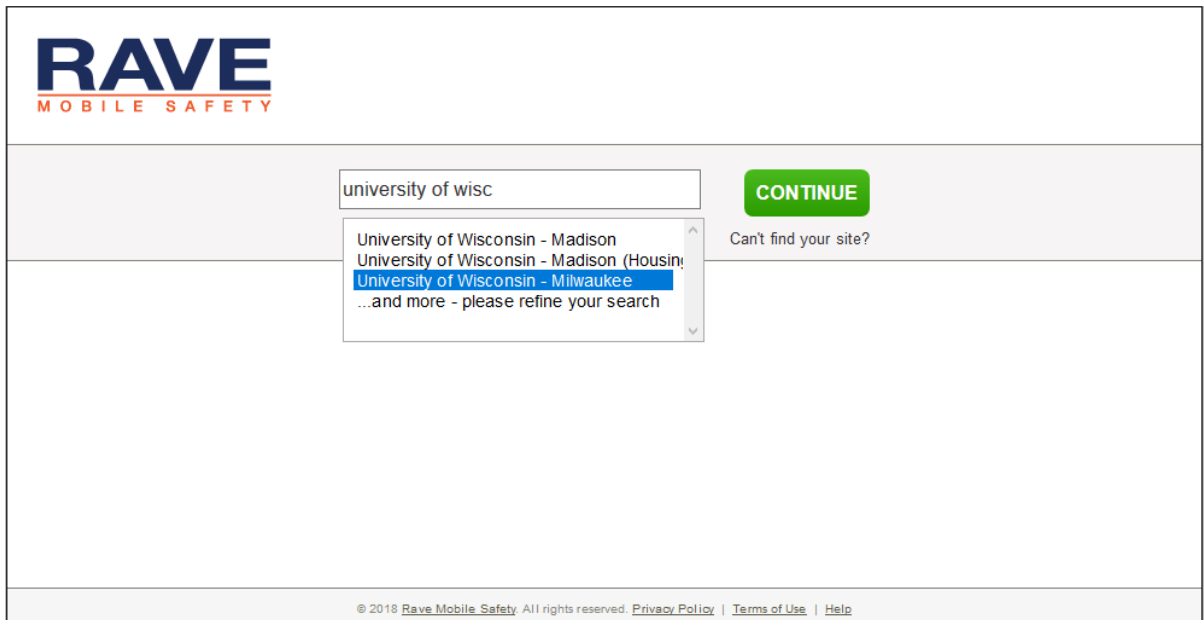 RAVE
MOBILE SAFETY
university of wisc
CONTINUE
Can't find your site?
University of Wisconsin - Madison
University of Wisconsin - Madison (Housing
University of Wisconsin - Milwaukee
...and more - please refine your search
© 2018 Rave Mobile Safety. All rights reserved. Privacy Policy | Terms of Use | Help